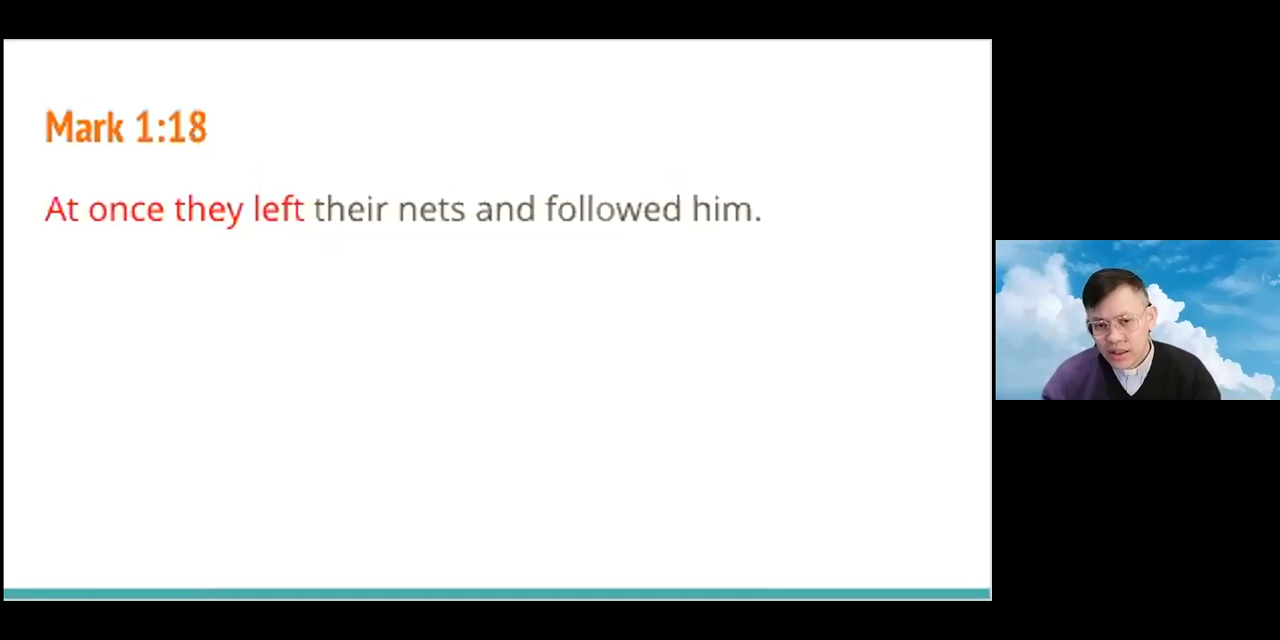 Mark 1:18
At once they left their nets and followed him.